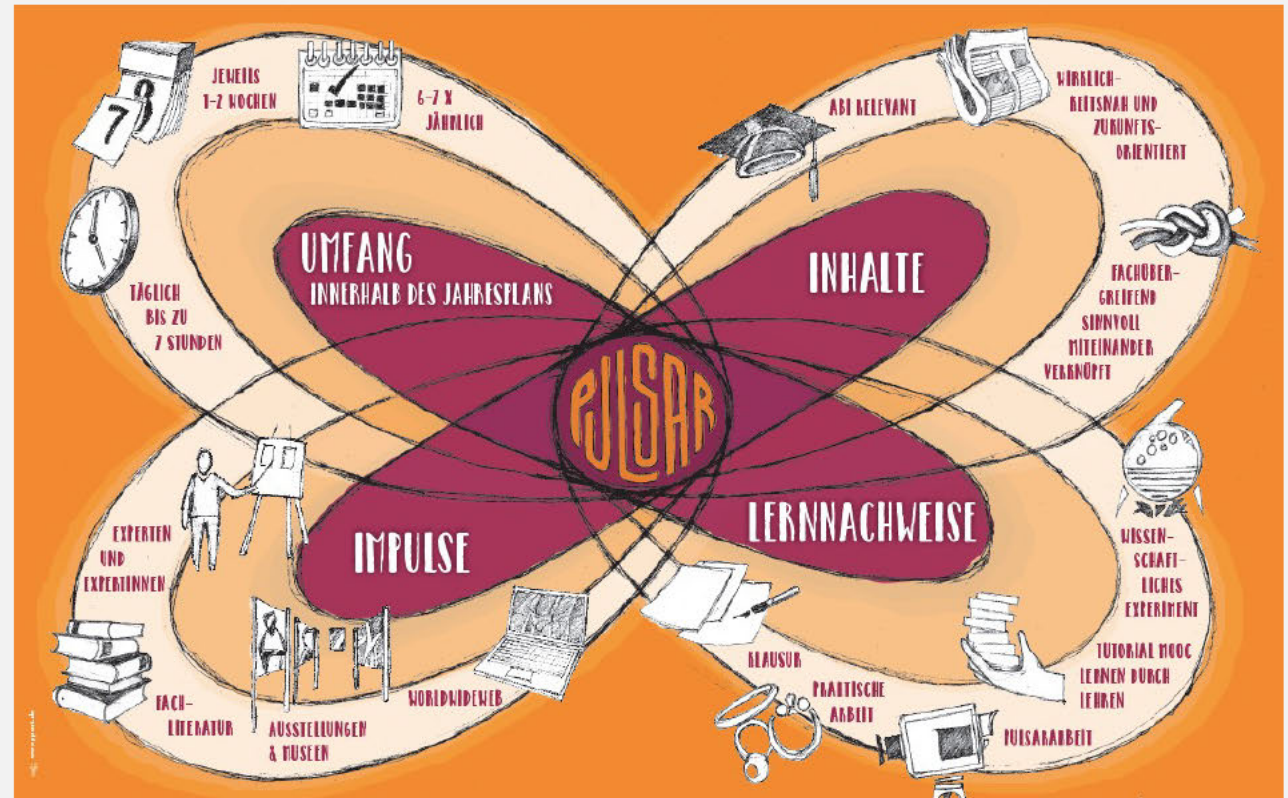 JEWEILS
1-2 WOCHEN
6-7 X
JÄHRLICH
TÄGLICH
BIS ZU
7 STUNDEN
7
8
UMFANG
INNERHALB DES JAHRESPLANS
ABI RELEVANT
WIRKLICH-
KEITSNAH UND
ZUKUNFTS-
ORIENTIERT
INHALTE
FACHÜBER-
GREIFEND
SINNVOLL
MITEINANDER
VERKNÜPFT
PULSAR
IMPULSE
EXPERTEN
UND
EXPERTINNEN
FACH-
LITERATUR
AUSSTELLUNGEN
& MUSEEN
WORLDWIDEWEB
LERNNACHWEISE
WISSEN-
SCHAFT-
LICHES
EXPERIMENT
TUTORIAL MOOC
LERNEN DURCH
LEHREN
KLAUSUR
PRAKTISCHE
ARBEIT
PULSARARBEIT